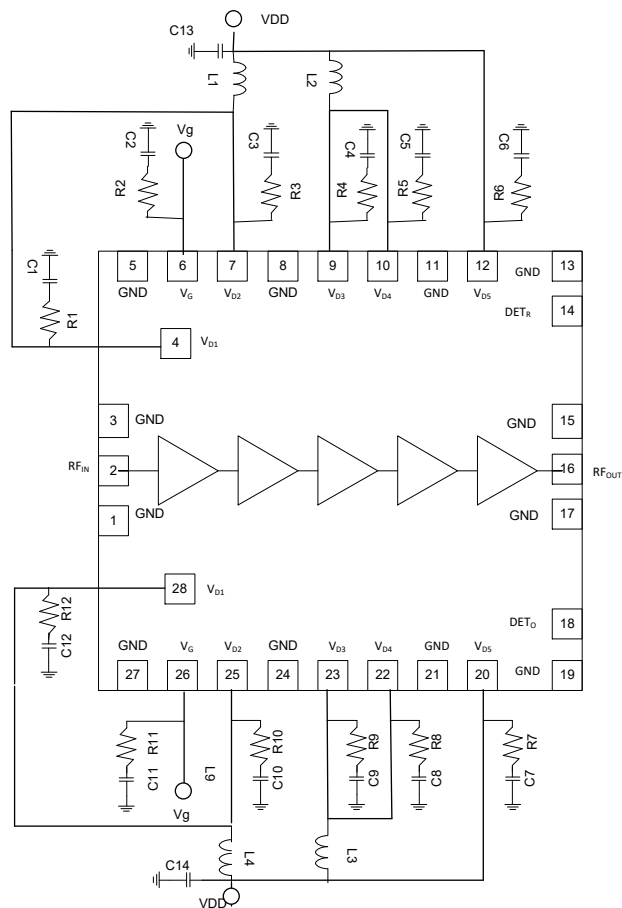 VDD
C13
L1
L2
Vg
C2
R2
C3
R3
C4
R4
C5
R5
C6
R6
C1
R1
5 6 7 8 9 10 11 12 GND 13
GND VG VD2 GND VD3 VD4 GND VD5
DETR 14
4 VD1
3 GND
GND 15
RFIN 2
16 RFOUT
1 GND
GND 17
28 VD1
R12
C12
DETO 18
GND VG VD2 GND VD3 VD4 GND VD5 GND
27 26 25 24 23 22 21 20 19
R11
C11
L9
R10
C10
R9
C9
R8
C8
R7
C7
Vg
L4
L3
C14
VDD